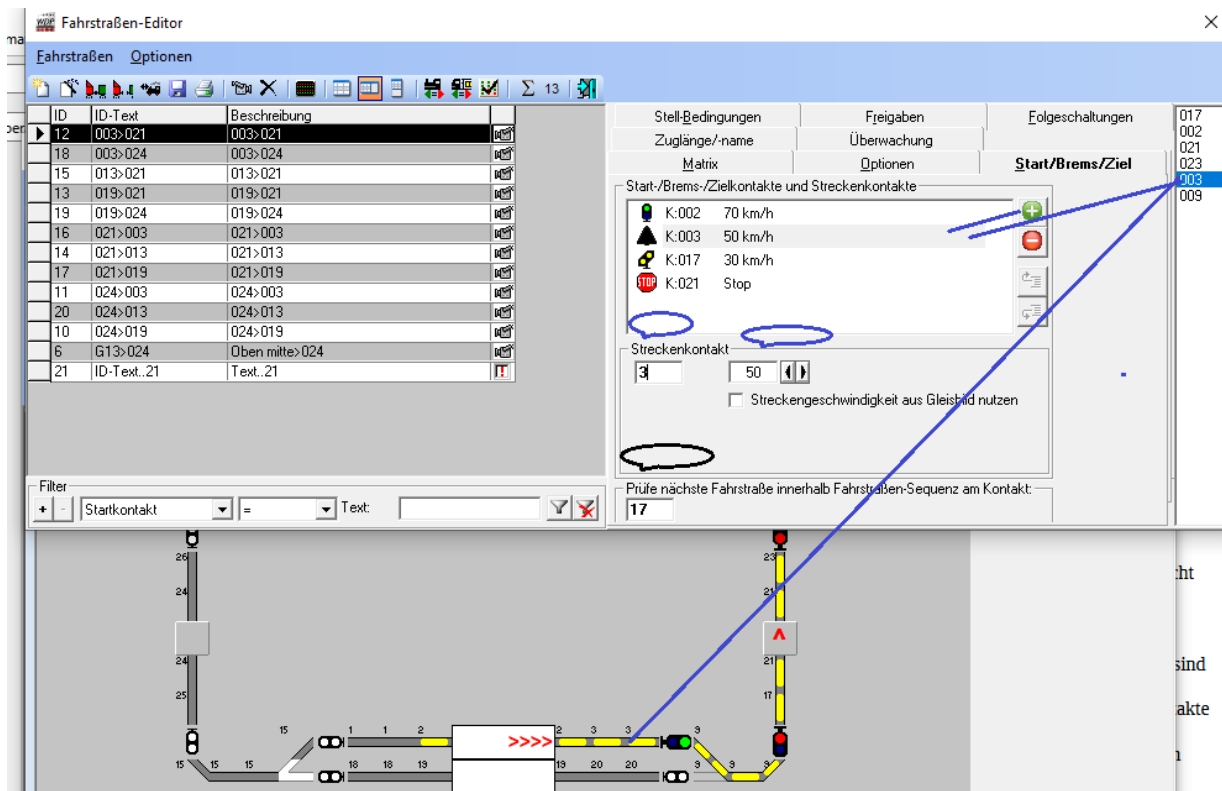 WDP Fahrstraßen-Editor
ma
Fahrstraßen Optionen
Σ 13
ber
ID ID-Text Beschreibung
12 003>021 003>021
18 003>024 003>024
15 013>021 013>021
13 019>021 019>021
19 019>024 019>024
16 021>003 021>003
14 021>013 021>013
17 021>019 021>019
11 024>003 024>003
20 024>013 024>013
10 024>019 024>019
6 G13>024 Oben mitte>024
21 ID-Text..21 Text..21 !
Filter
+ - Startkontakt = Text:
Stell-Bedingungen Freigaben Folgeschaltungen
Zuglänge/-name Überwachung
Matrix Optionen Start/Brems/Ziel
Start-/Brems-/Zielkontakte und Streckenkontakte
K:002 70 km/h
K:003 50 km/h
K:017 30 km/h
STOP K:021 Stop
Streckenkontakt
3 50
Streckengeschwindigkeit aus Gleisbild nutzen
Prüfe nächste Fahrstraße innerhalb Fahrstraßen-Sequenz am Kontakt:
17
017
002
021
023
003
009
26 23
24 21
^
24 21
25 17
15 1 1 2 >>>> 2 3 3 9
15 15 15 18 18 19 19 20 20 9 9 9 9
cht
sind
takte